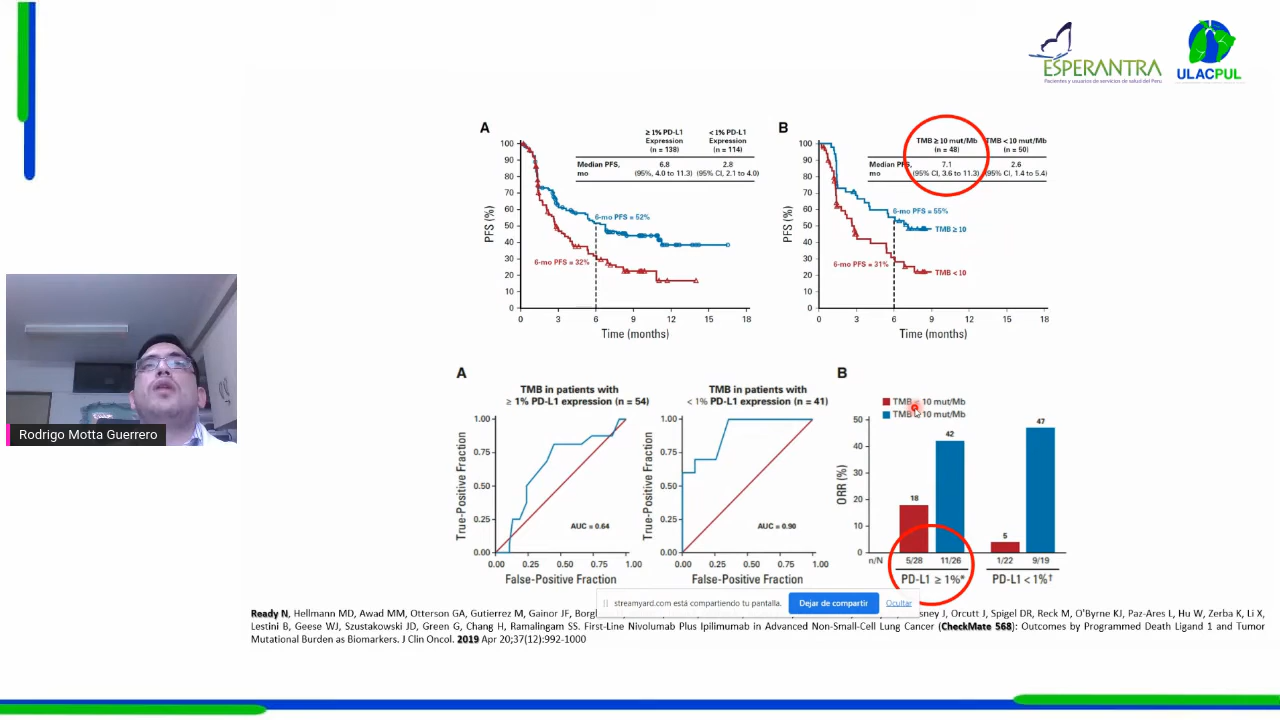 ESPERANTRA
Pacientes y usuarios de servicios de salud del Perú
ULACPUL
A
≥ 1% PD-L1 Expression (n = 138)
< 1% PD-L1 Expression (n = 114)
Median PFS, mo
6.8 (95%, 4.0 to 11.3)
2.8 (95% CI, 2.1 to 4.0)
PFS (%)
100
90
80
70
60
50
40
30
20
10
0
6-mo PFS = 52%
6-mo PFS = 32%
0 3 6 9 12 15 18
Time (months)
B
TMB ≥ 10 mut/Mb (n = 48)
TMB < 10 mut/Mb (n = 50)
Median PFS, mo
7.1 (95% CI, 3.6 to 11.3)
2.6 (95% CI, 1.4 to 5.4)
PFS (%)
100
90
80
70
60
50
40
30
20
10
0
6-mo PFS = 55%
TMB ≥ 10
6-mo PFS = 31%
TMB < 10
0 3 6 9 12 15 18
Time (months)
Rodrigo Motta Guerrero
A
TMB in patients with
≥ 1% PD-L1 expression (n = 54)
True-Positive Fraction
1.00
0.75
0.50
0.25
0.00
AUC = 0.64
0.00 0.25 0.50 0.75 1.00
False-Positive Fraction
TMB in patients with
< 1% PD-L1 expression (n = 41)
True-Positive Fraction
1.00
0.75
0.50
0.25
0.00
AUC = 0.90
0.00 0.25 0.50 0.75 1.00
False-Positive Fraction
B
TMB 10 mut/Mb
TMB 10 mut/Mb
ORR (%)
50
40
30
20
10
0
18
42
5
47
n/N 5/28 11/26 1/22 9/19
PD-L1 ≥ 1%* PD-L1 < 1%†
streamyard.com está compartiendo tu pantalla.
Dejar de compartir
Ocultar
Ready N, Hellmann MD, Awad MM, Otterson GA, Gutierrez M, Gainor JF, Borgh J, Orcutt J, Spigel DR, Reck M, O'Byrne KJ, Paz-Ares L, Hu W, Zerba K, Li X,
Lestini B, Geese WJ, Szustakowski JD, Green G, Chang H, Ramalingam SS. First-Line Nivolumab Plus Ipilimumab in Advanced Non-Small-Cell Lung Cancer (CheckMate 568): Outcomes by Programmed Death Ligand 1 and Tumor
Mutational Burden as Biomarkers. J Clin Oncol. 2019 Apr 20;37(12):992-1000